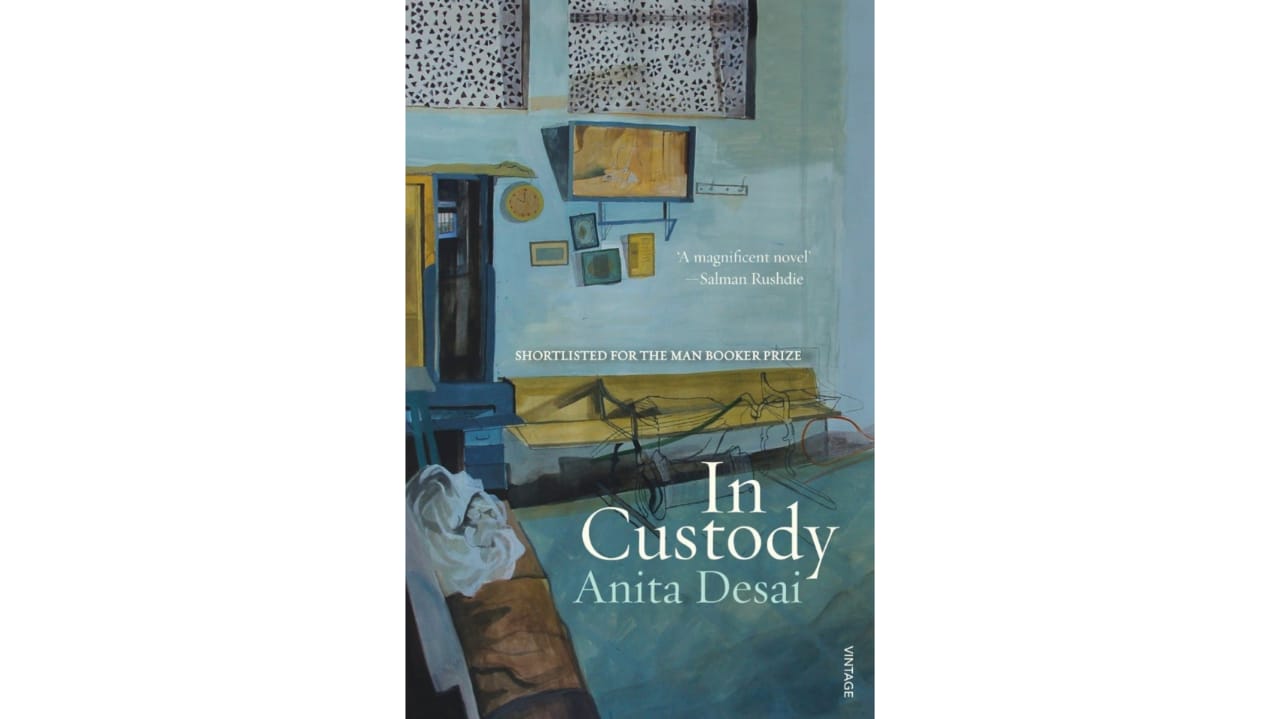 ‘A magnificent novel’
—Salman Rushdie
SHORTLISTED FOR THE MAN BOOKER PRIZE
In
Custody
Anita Desai
VINTAGE